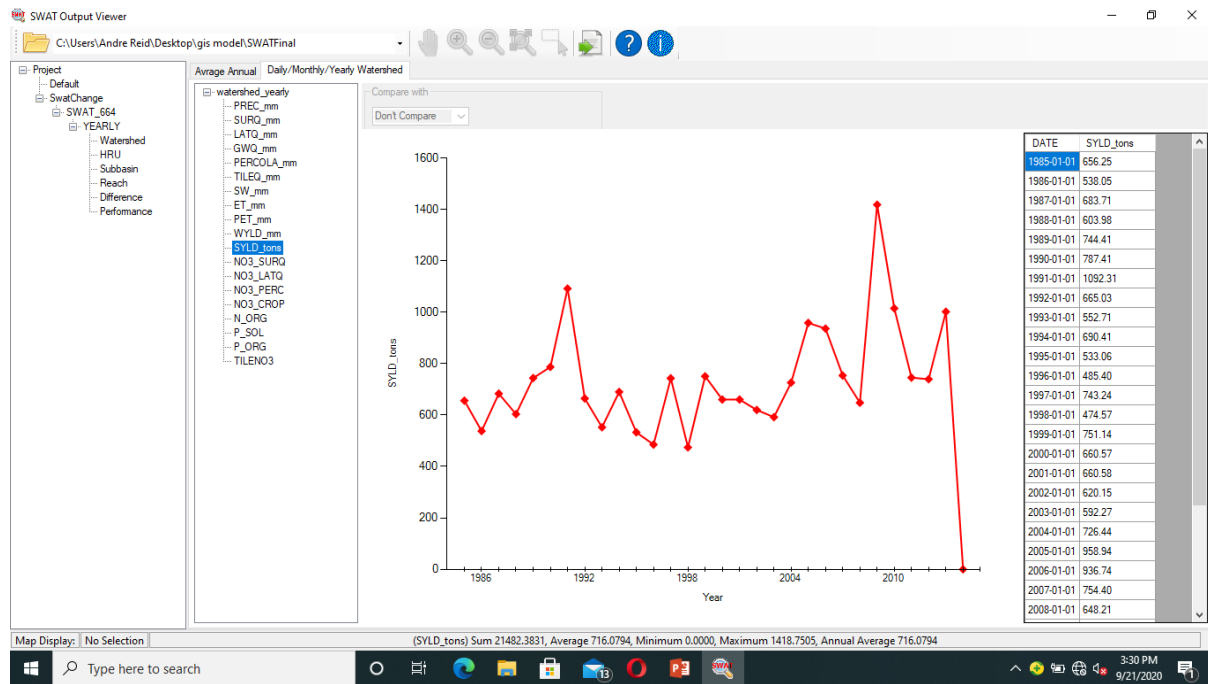 SWAT Output Viewer
C:\Users\Andre Reid\Desktop\gis model\SWATFinal
Project
Default
SwatChange
SWAT_664
YEARLY
Watershed
HRU
Subbasin
Reach
Difference
Performance
Avrage Annual
Daily/Monthly/Yearly Watershed
watershed_yearly
PREC_mm
SURQ_mm
LATQ_mm
GWQ_mm
PERCOLA_mm
TILEQ_mm
SW_mm
ET_mm
PET_mm
WYLD_mm
SYLD_tons
NO3_SURQ
NO3_LATQ
NO3_PERC
NO3_CROP
N_ORG
P_SOL
P_ORG
TILENO3
Compare with
Don't Compare
SYLD_tons
1600
1400
1200
1000
800
600
400
200
0
1986 1992 1998 2004 2010
Year
DATE SYLD_tons
1985-01-01 656.25
1986-01-01 538.05
1987-01-01 683.71
1988-01-01 603.98
1989-01-01 744.41
1990-01-01 787.41
1991-01-01 1092.31
1992-01-01 665.03
1993-01-01 552.71
1994-01-01 690.41
1995-01-01 533.06
1996-01-01 485.40
1997-01-01 743.24
1998-01-01 474.57
1999-01-01 751.14
2000-01-01 660.57
2001-01-01 660.58
2002-01-01 620.15
2003-01-01 592.27
2004-01-01 726.44
2005-01-01 958.94
2006-01-01 936.74
2007-01-01 754.40
2008-01-01 648.21
Map Display: No Selection
(SYLD_tons) Sum 21482.3831, Average 716.0794, Minimum 0.0000, Maximum 1418.7505, Annual Average 716.0794
Type here to search
13
SWAT
3:30 PM
9/21/2020
1